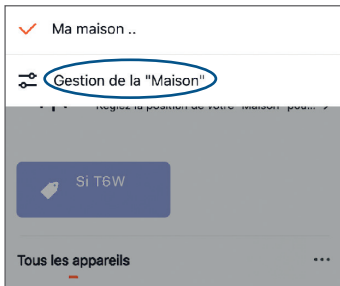 Ma maison ..
Gestion de la "Maison"
Réglez la position de votre "Maison" pou...
Si T6W
Tous les appareils